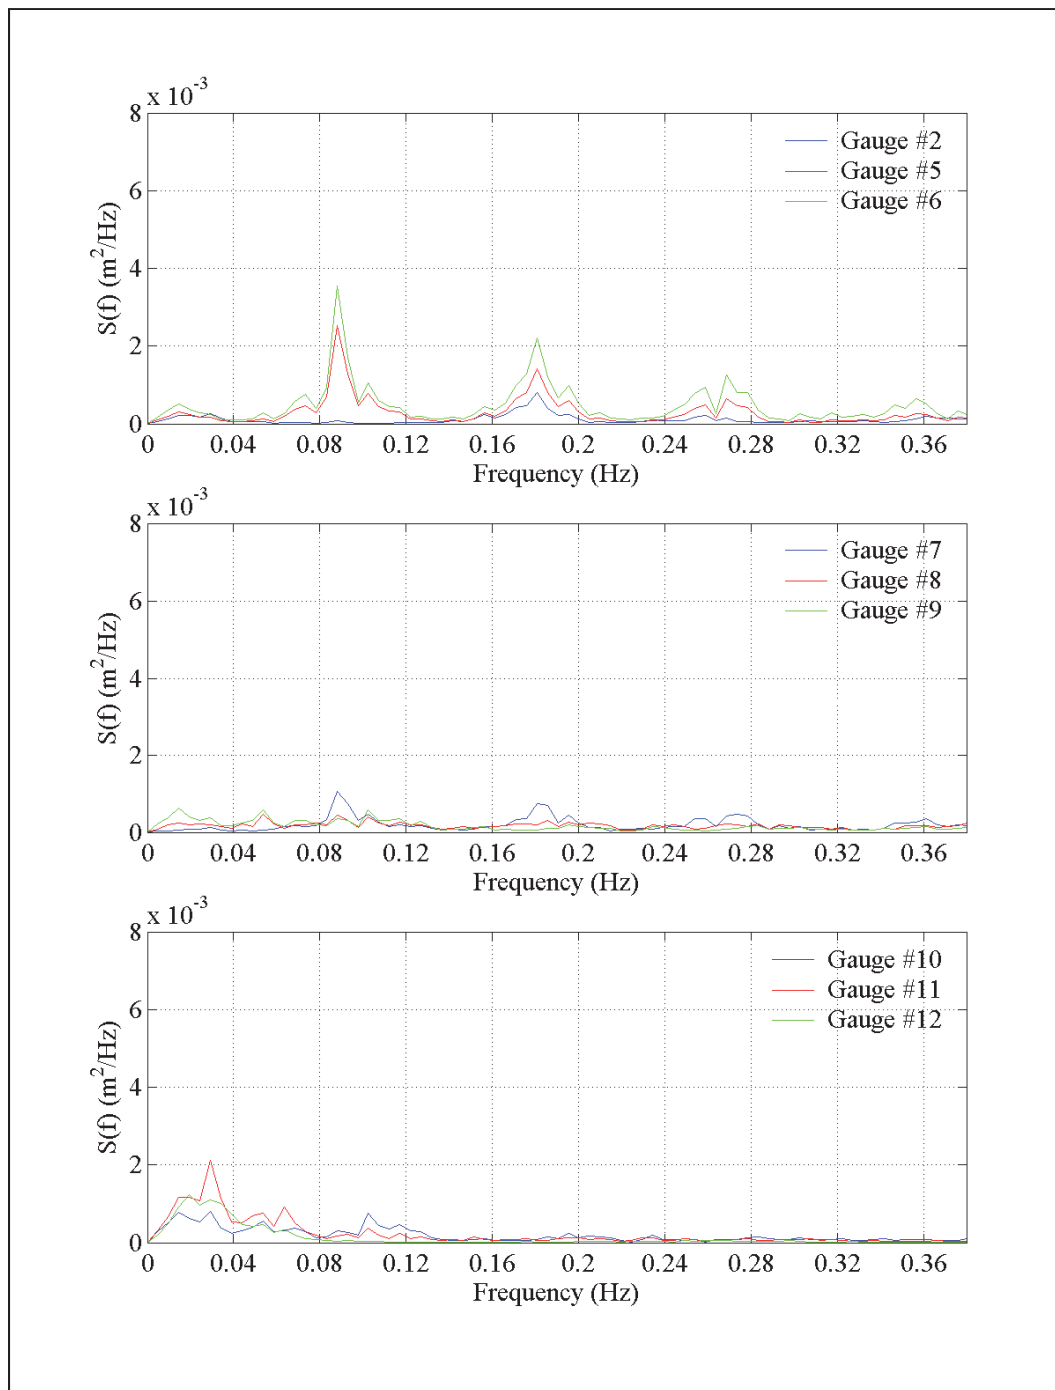 x 10^-3
8
6
4
2
0
S(f) (m^2/Hz)
Gauge #2
Gauge #5
Gauge #6
0 0.04 0.08 0.12 0.16 0.2 0.24 0.28 0.32 0.36
Frequency (Hz)
x 10^-3
8
6
4
2
0
S(f) (m^2/Hz)
Gauge #7
Gauge #8
Gauge #9
0 0.04 0.08 0.12 0.16 0.2 0.24 0.28 0.32 0.36
Frequency (Hz)
x 10^-3
8
6
4
2
0
S(f) (m^2/Hz)
Gauge #10
Gauge #11
Gauge #12
0 0.04 0.08 0.12 0.16 0.2 0.24 0.28 0.32 0.36
Frequency (Hz)